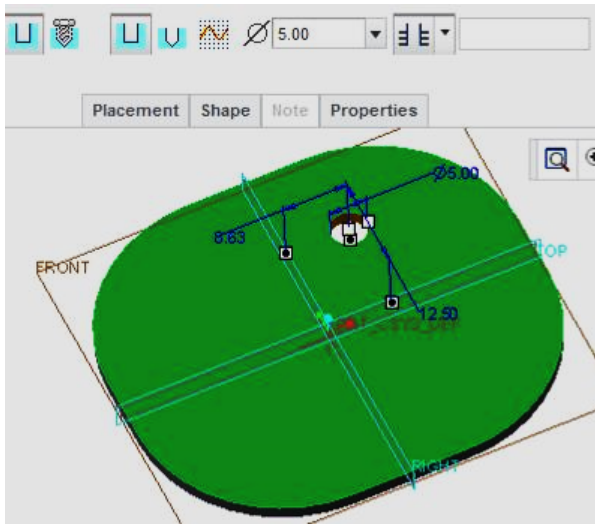 5.00
Placement Shape Note Properties
Ø5.00
8.63
FRONT
TOP
12.50
RIGHT